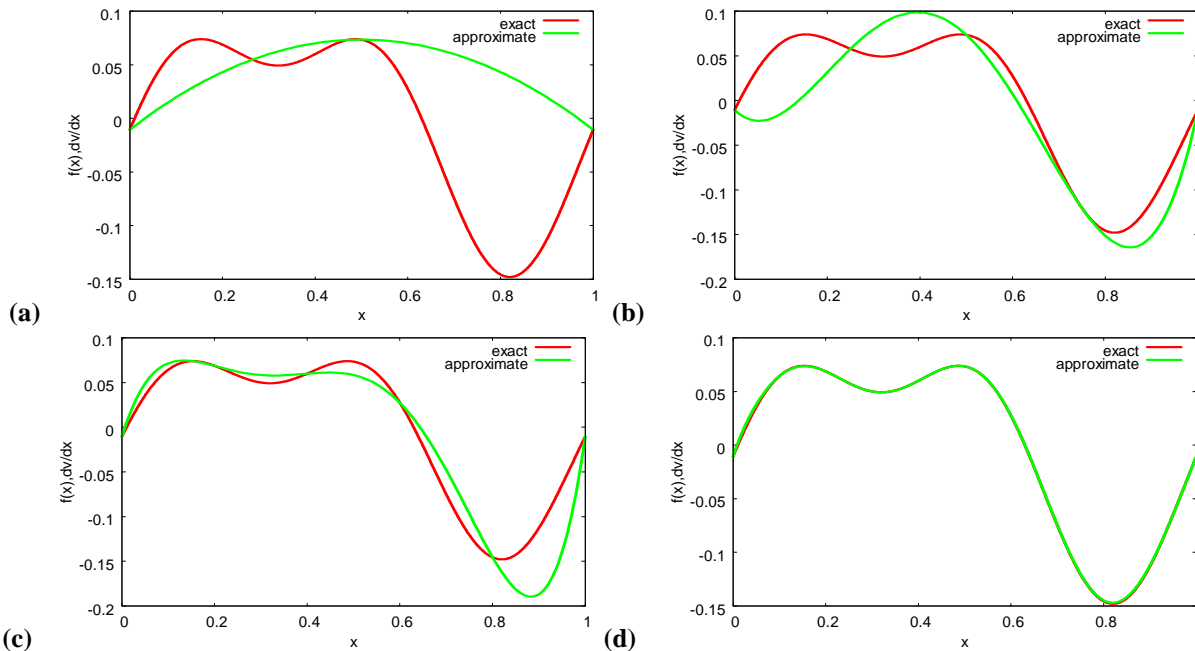 0.1
0.05
0
-0.05
-0.1
-0.15
0 0.2 0.4 0.6 0.8 1
f(x),dv/dx
x
exact
approximate
(a)
0.1
0.05
0
-0.05
-0.1
-0.15
-0.2
0 0.2 0.4 0.6 0.8
f(x),dv/dx
x
exact
approximate
(b)
0.1
0.05
0
-0.05
-0.1
-0.15
-0.2
0 0.2 0.4 0.6 0.8 1
f(x),dv/dx
x
exact
approximate
(c)
0.1
0.05
0
-0.05
-0.1
-0.15
0 0.2 0.4 0.6 0.8
f(x),dv/dx
x
exact
approximate
(d)